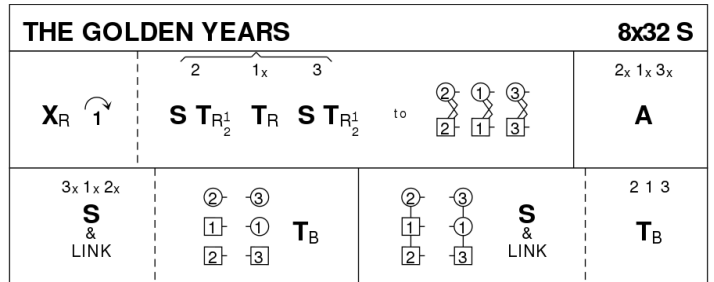 THE GOLDEN YEARS 8x32 S
2 1x 3 2x 1x 3x
XR 1 S TR½ TR S TR½ to 2 1 3 A
2 1 3
3x 1x 2x 2 3 2 3 2 1 3
S 1 1 TB 1 1 S TB
& &
LINK 2 3 2 3 LINK